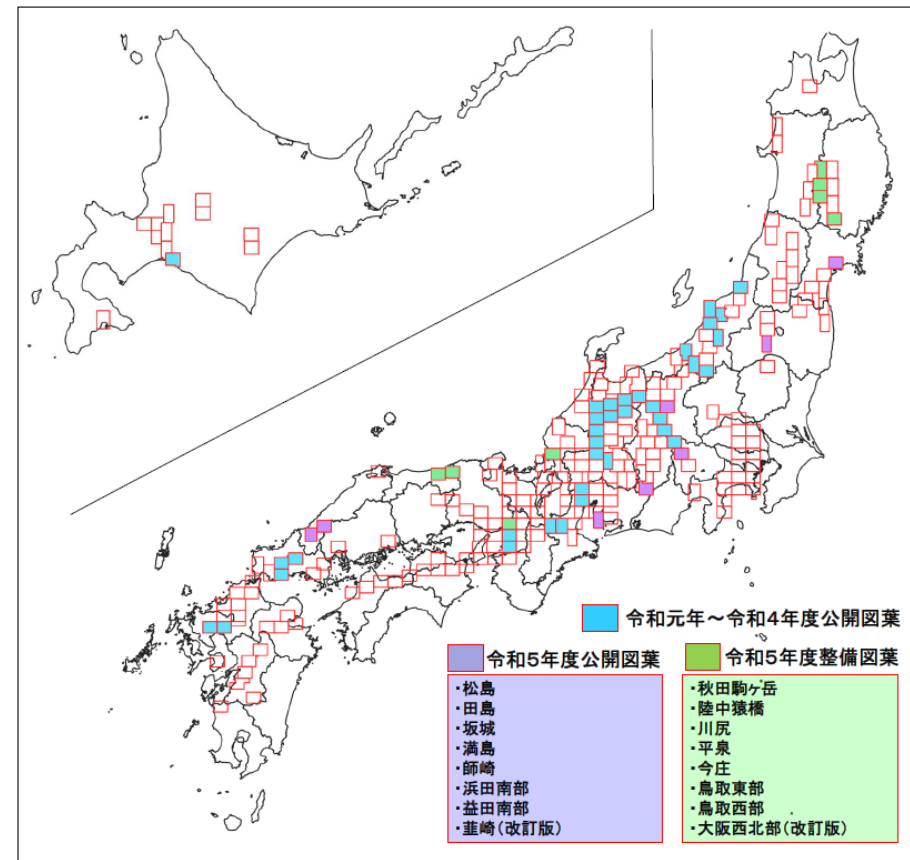 令和元年～令和4年度公開図葉
令和5年度公開図葉
・松島
・田島
・坂城
・満島
・師崎
・浜田南部
・益田南部
・韮崎(改訂版)
令和5年度整備図葉
・秋田駒ヶ岳
・陸中猿橋
・川尻
・平泉
・今庄
・鳥取東部
・鳥取西部
・大阪西北部(改訂版)